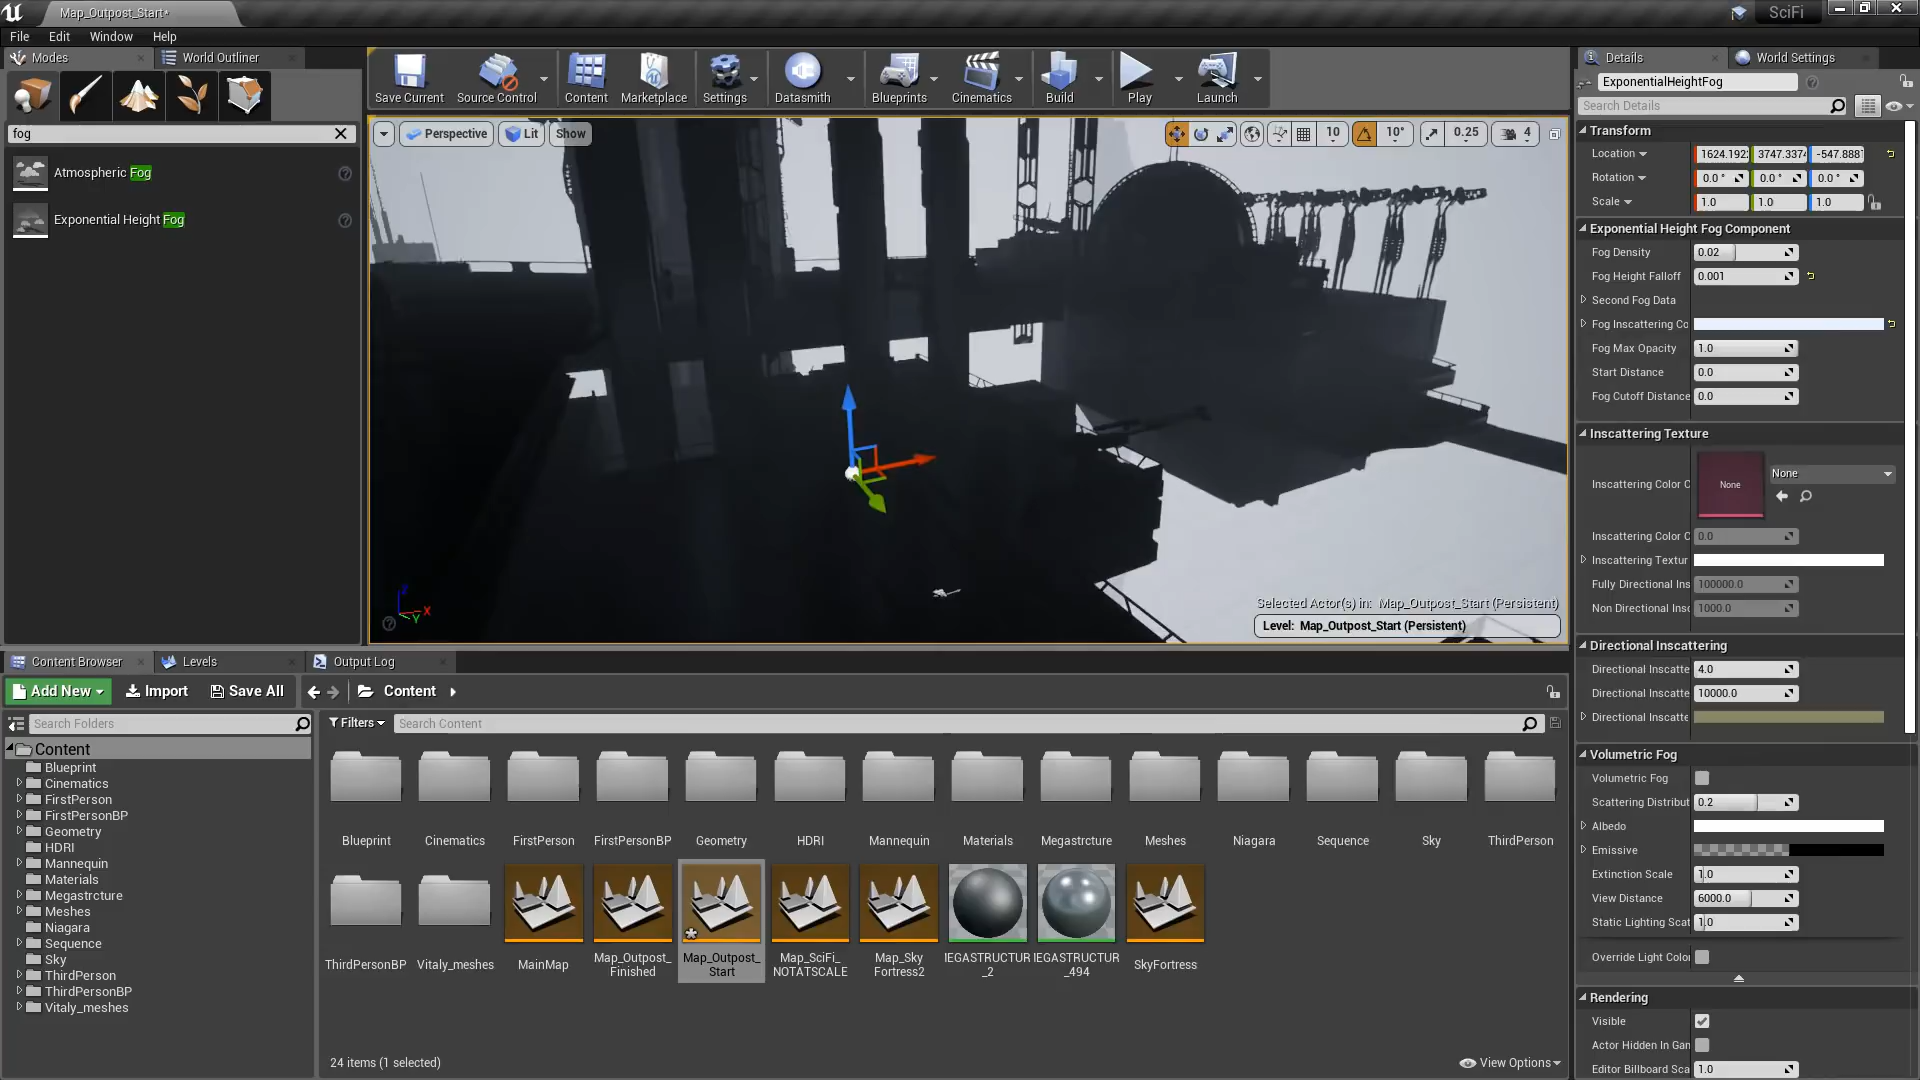 Map_Outpost_Start*
SciFi
File Edit Window Help
Modes
World Outliner
fog
Atmospheric Fog
Exponential Height Fog
Save Current
Source Control
Content
Marketplace
Settings
Datasmith
Blueprints
Cinematics
Build
Play
Launch
Perspective
Lit
Show
10
10°
0.25
4
Z
X
Y
Selected Actor(s) in: Map_Outpost_Start (Persistent)
Level: Map_Outpost_Start (Persistent)
Details
World Settings
ExponentialHeightFog
Search Details
Transform
Location 3747.3374
Rotation 0.0 ° 0.0 ° 0.0 °
Scale 1.0 1.0 1.0
Exponential Height Fog Component
Fog Density 0.02
Fog Height Falloff 0.001
Second Fog Data
Fog Inscattering Co
Fog Max Opacity 1.0
Start Distance 0.0
Fog Cutoff Distance 0.0
Inscattering Texture
Inscattering Color C
None
None
Inscattering Color C 0.0
Inscattering Textur
Fully Directional Ins 100000.0
Non Directional Insc 1000.0
Directional Inscattering
Directional Inscatte 4.0
Directional Inscatte 10000.0
Directional Inscatte
Volumetric Fog
Volumetric Fog
Scattering Distribut 0.2
Albedo
Emissive
Extinction Scale 1.0
View Distance 6000.0
Static Lighting Scat 1.0
Override Light Color
Rendering
Visible
Actor Hidden In Gan
Editor Billboard Sca 1.0
Content Browser
Levels
Output Log
Add New
Import
Save All
Content
Search Folders
Filters
Search Content
Content
Blueprint
Cinematics
FirstPerson
FirstPersonBP
Geometry
HDRI
Mannequin
Materials
Megastrcture
Meshes
Niagara
Sequence
Sky
ThirdPerson
ThirdPersonBP
Vitaly_meshes
Blueprint
Cinematics
FirstPerson
FirstPersonBP
Geometry
HDRI
Mannequin
Materials
Megastrcture
Meshes
Niagara
Sequence
Sky
ThirdPerson
ThirdPersonBP
Vitaly_meshes
MainMap
Map_Outpost_
Finished
Map_Outpost_
Start
Map_SciFi_
NOTATSCALE
Map_Sky
Fortress2
IEGASTRUCTUR
_2
IEGASTRUCTUR
_494
SkyFortress
24 items (1 selected)
View Options